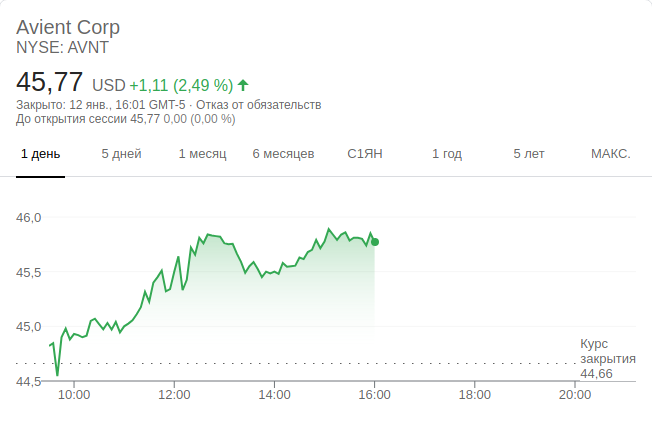 Avient Corp
NYSE: AVNT
45,77 USD +1,11 (2,49 %)
Закрыто: 12 янв., 16:01 GMT-5 · Отказ от обязательств
До открытия сессии 45,77 0,00 (0,00 %)
1 день 5 дней 1 месяц 6 месяцев С1ЯН 1 год 5 лет МАКС.
46,0
45,5
45,0
Курс
закрытия
44,66
44,5
10:00 12:00 14:00 16:00 18:00 20:00